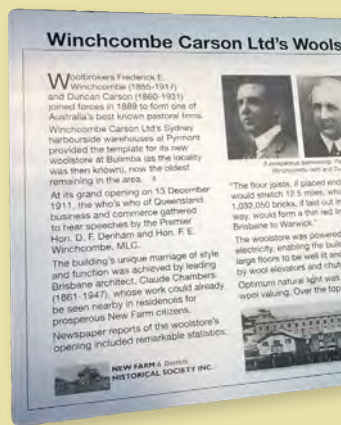 Winchcombe Carson Ltd's Wools
Woolbrokers Frederick E.
Winchcombe (1855-1917)
and Duncan Carson (1860-1931)
joined forces in 1889 to form one of
Australia's best known pastoral firms.
Winchcombe Carson Ltd's Sydney
harbourside warehouses at Pyrmont
provided the template for its new
woolstore at Bulimba (as the locality
was then known), now the oldest
remaining in the area.
At its grand opening on 13 December
1911, the who's who of Queensland
business and commerce gathered
to hear speeches by the Premier
Hon. D. F. Denham and Hon. F. E.
Winchcombe, MLC.
The building's unique marriage of style
and function was achieved by leading
Brisbane architect, Claude Chambers
(1861-1947), whose work could already
be seen nearby in residences for
prosperous New Farm citizens.
Newspaper reports of the woolstore's
opening included remarkable statistics:
NEW FARM & Districts
HISTORICAL SOCIETY INC.
A prosperous partnership:
Winchcombe (left) and
"The floor joists, if placed end
would stretch 12.5 miles, whi
1,032,050 bricks, if laid out in
way, would form a thin red lin
Brisbane to Warwick."
The woolstore was powered
electricity, enabling the build
large floors to be well lit and
by wool elevators and chute
Optimum natural light was
wool valuing. Over the top